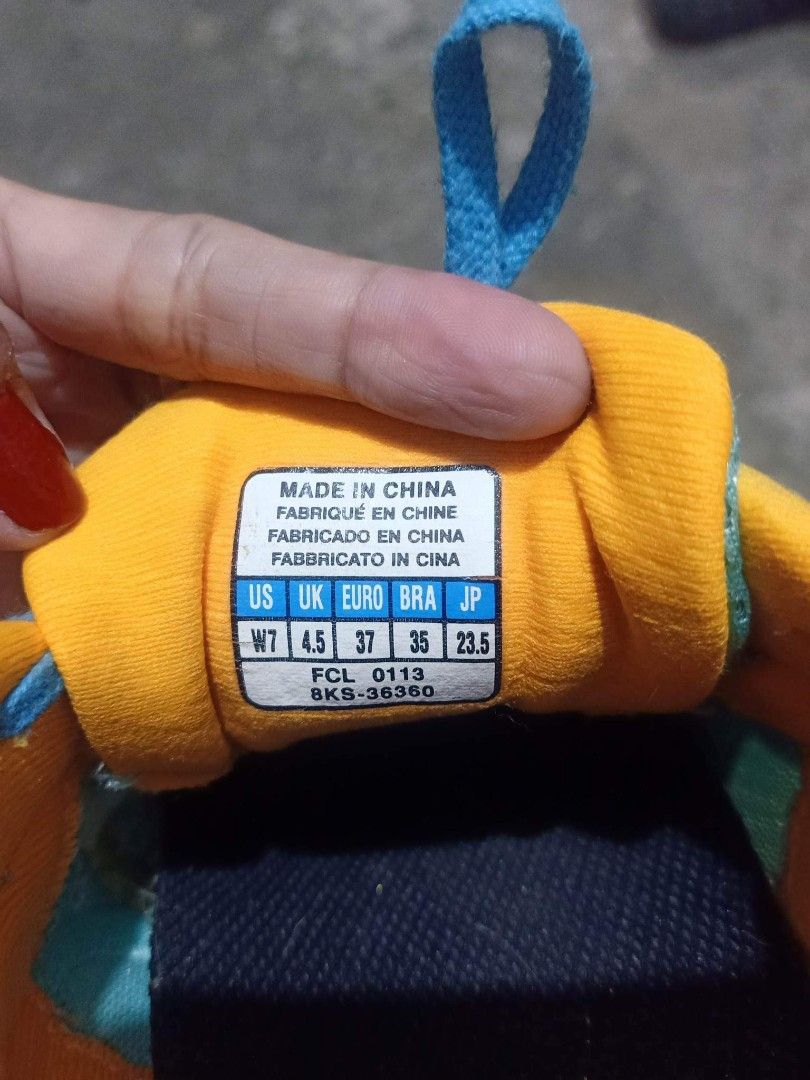 MADE IN CHINA
FABRIQUÉ EN CHINE
FABRICADO EN CHINA
FABBRICATO IN CINA
US UK EURO BRA JP
W7 4.5 37 35 23.5
FCL 0113
8KS-36360